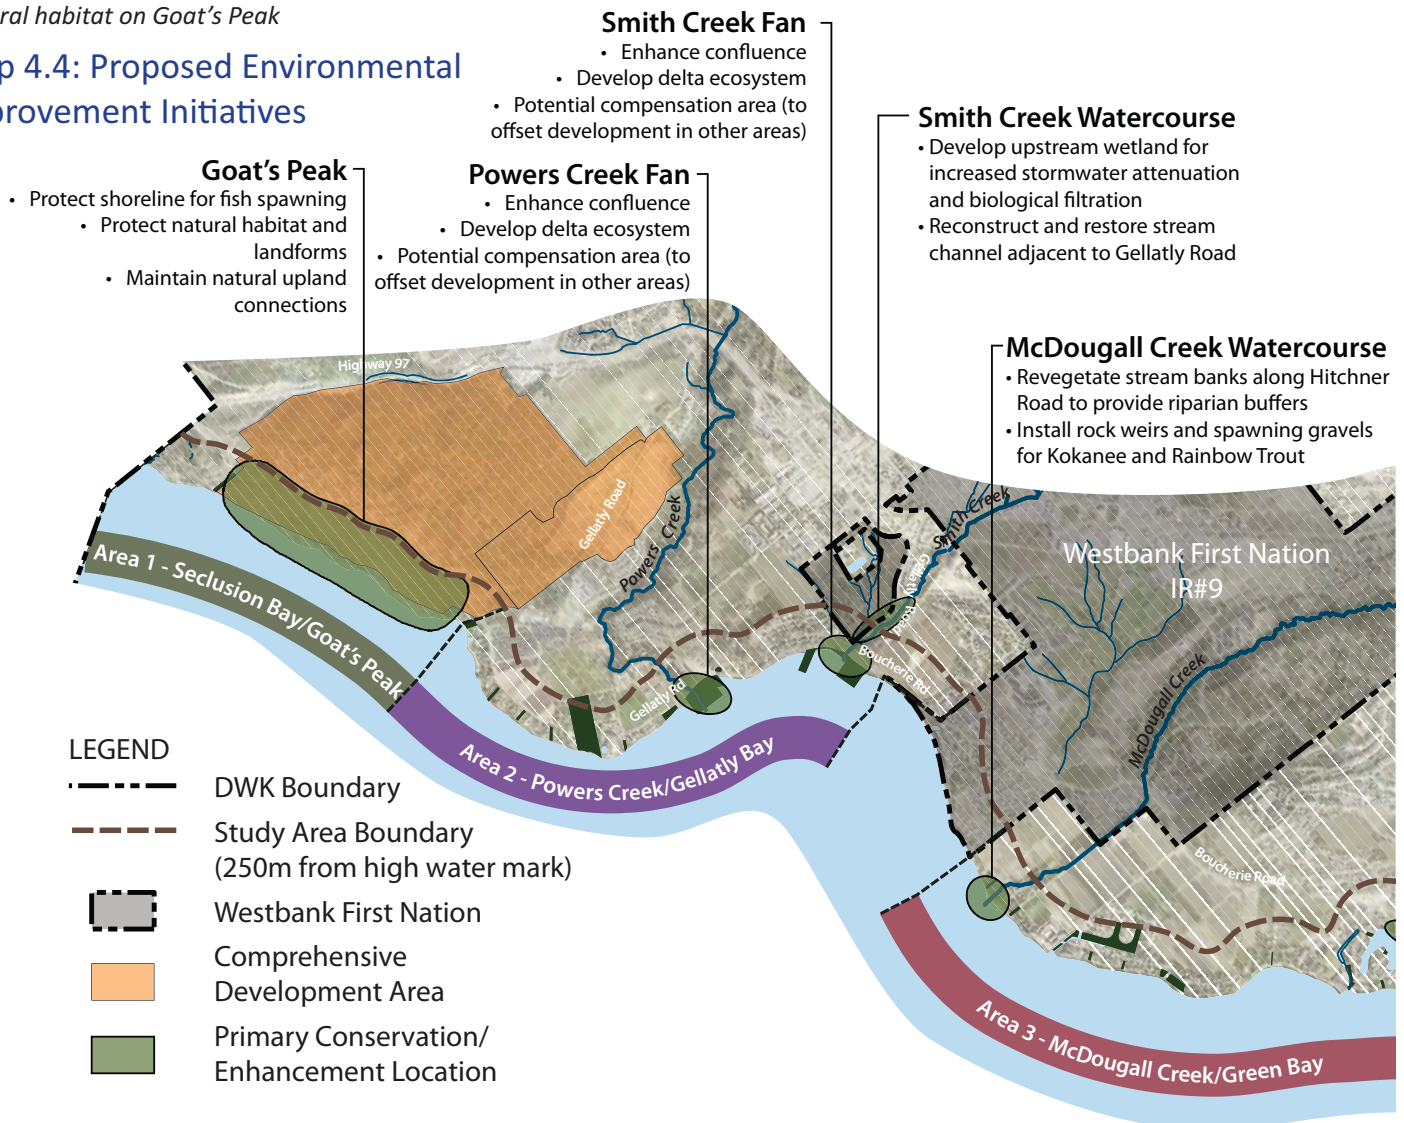 ral habitat on Goat's Peak
p 4.4: Proposed Environmental
provement Initiatives
Goat's Peak
• Protect shoreline for fish spawning
• Protect natural habitat and
landforms
• Maintain natural upland
connections
Powers Creek Fan
• Enhance confluence
• Develop delta ecosystem
• Potential compensation area (to
offset development in other areas)
Smith Creek Fan
• Enhance confluence
• Develop delta ecosystem
• Potential compensation area (to
offset development in other areas)
Smith Creek Watercourse
• Develop upstream wetland for
increased stormwater attenuation
and biological filtration
• Reconstruct and restore stream
channel adjacent to Gellatly Road
McDougall Creek Watercourse
• Revegetate stream banks along Hitchner
Road to provide riparian buffers
• Install rock weirs and spawning gravels
for Kokanee and Rainbow Trout
Highway 97
Gellatly Road
Powers Creek
Smith Creek
Gellatly Road
Westbank First Nation
IR#9
Boucherie Rd
Gellatly Rd
McDougall Creek
Boucherie Road
Area 1 - Seclusion Bay/Goat's Peak
Area 2 - Powers Creek/Gellatly Bay
Area 3 - McDougall Creek/Green Bay
LEGEND
DWK Boundary
Study Area Boundary
(250m from high water mark)
Westbank First Nation
Comprehensive
Development Area
Primary Conservation/
Enhancement Location